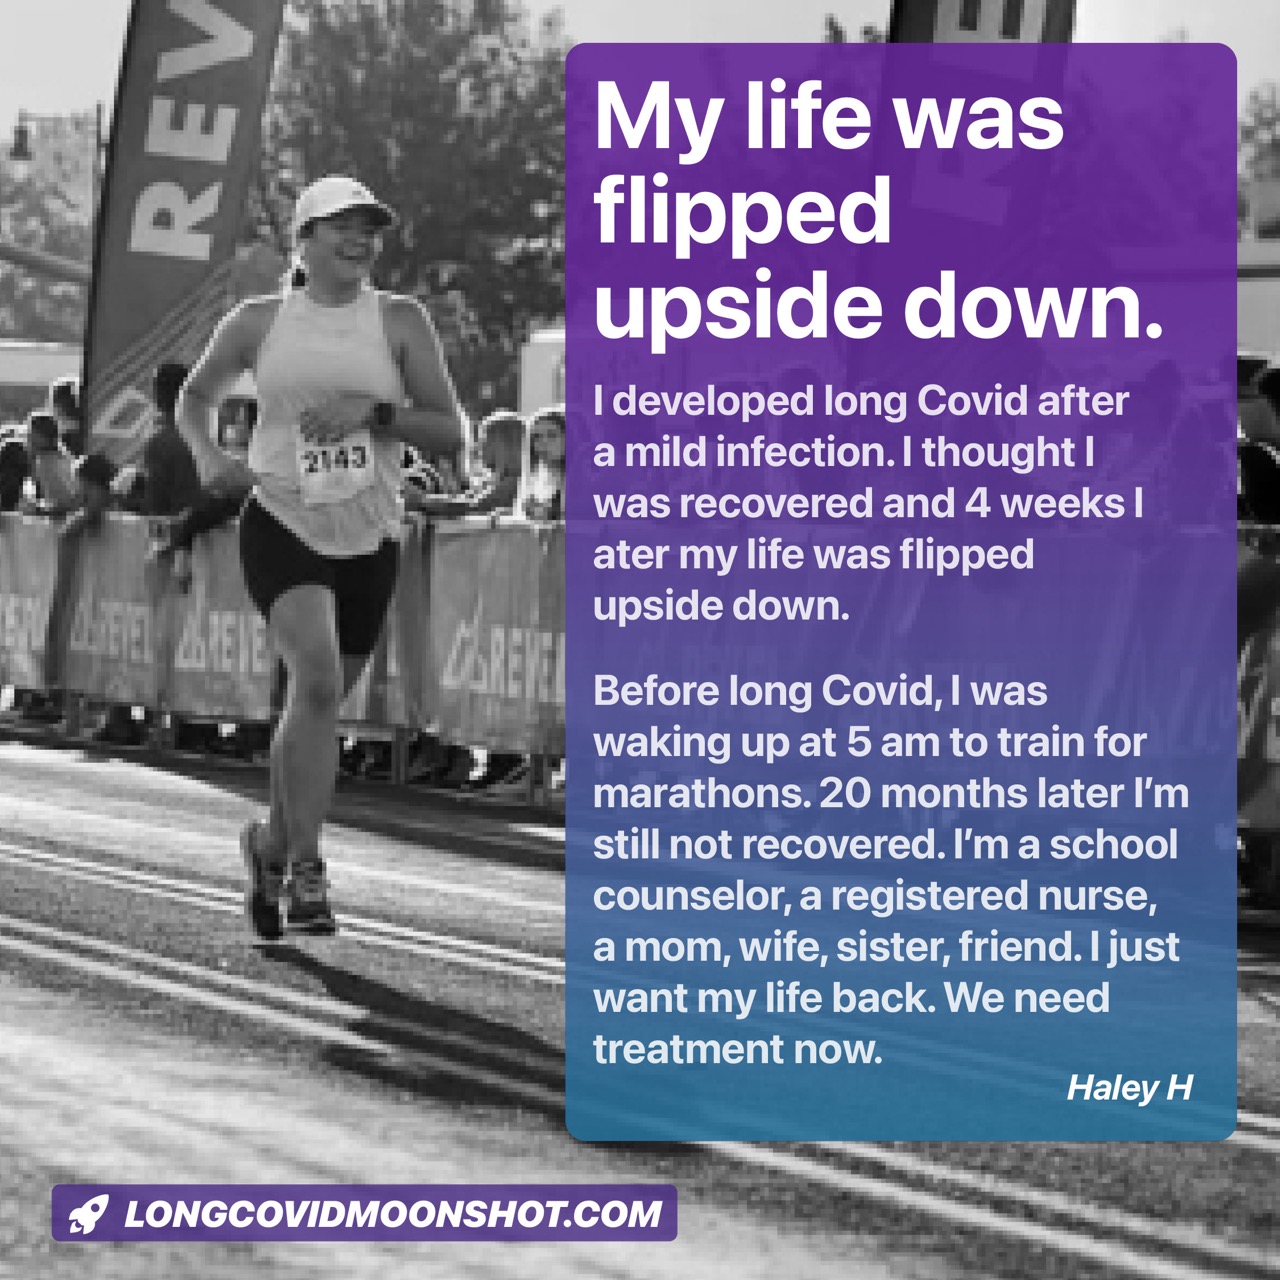 REV
RE
My life was
flipped
upside down.
I developed long Covid after
a mild infection. I thought I
was recovered and 4 weeks l
ater my life was flipped
upside down.
Before long Covid, I was
waking up at 5 am to train for
marathons. 20 months later I’m
still not recovered. I’m a school
counselor, a registered nurse,
a mom, wife, sister, friend. I just
want my life back. We need
treatment now.
Haley H
2143
REVEL
REVE
REVEL
LONGCOVIDMOONSHOT.COM